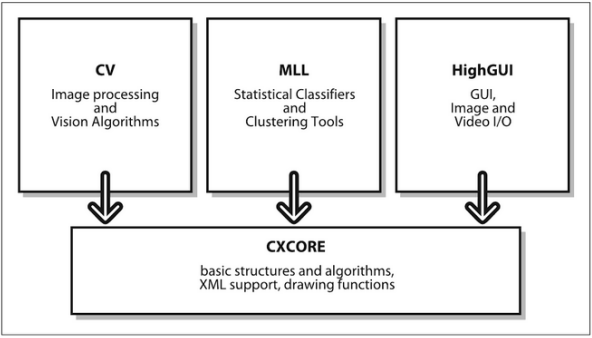 CV
Image processing
and
Vision Algorithms
MLL
Statistical Classifiers
and
Clustering Tools
HighGUI
GUI,
Image and
Video I/O
CXCORE
basic structures and algorithms,
XML support, drawing functions